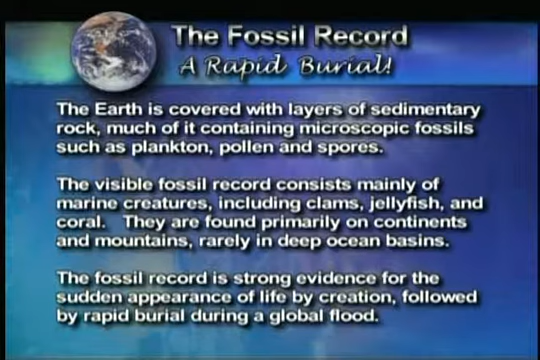 The Fossil Record
A Rapid Burial!
The Earth is covered with layers of sedimentary
rock, much of it containing microscopic fossils
such as plankton, pollen and spores.
The visible fossil record consists mainly of
marine creatures, including clams, jellyfish, and
coral. They are found primarily on continents
and mountains, rarely in deep ocean basins.
The fossil record is strong evidence for the
sudden appearance of life by creation, followed
by rapid burial during a global flood.